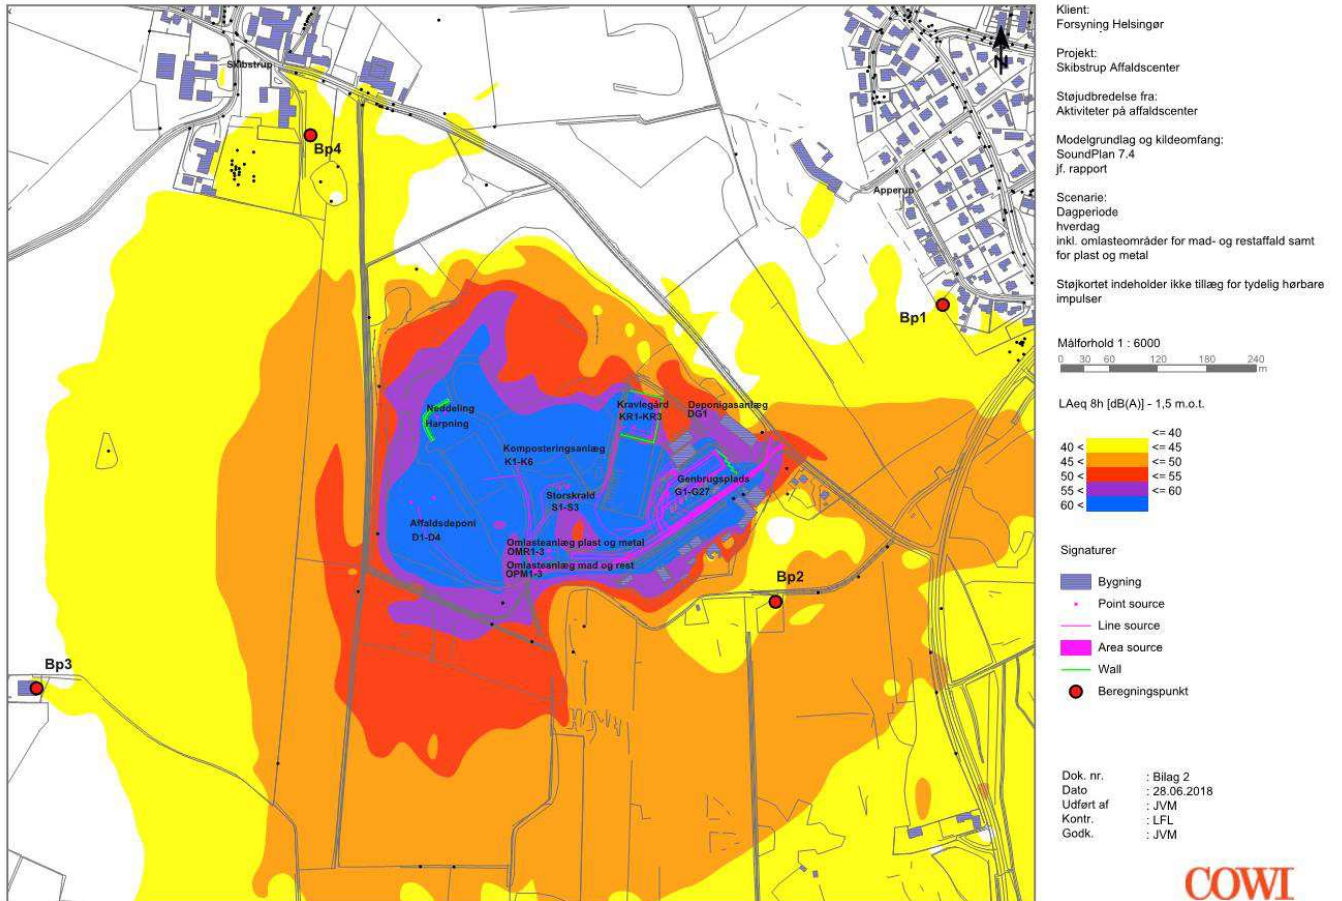 Skibstrup
Bp4
Apperup
Bp1
Neddeling
Harpning
Kravlegård
KR1-KR3
Deponigasanlæg
DG1
Komposteringsanlæg
K1-K6
Genbrugsplads
G1-G27
Storskrald
S1-S3
Affaldsdeponi
D1-D4
Omlasteanlæg plast og metal
OMR1-3
Omlasteanlæg mad og rest
OPM1-3
Bp2
Bp3
N
Klient:
Forsyning Helsingør
Projekt:
Skibstrup Affaldscenter
Støjudbredelse fra:
Aktiviteter på affaldscenter
Modelgrundlag og kildeomfang:
SoundPlan 7.4
jf. rapport
Scenarie:
Dagperiode
hverdag
inkl. omlasteområder for mad- og restaffald samt
for plast og metal
Støjkortet indeholder ikke tillæg for tydelig hørbare
impulser
Målforhold 1 : 6000
0 30 60 120 180 240
m
LAeq 8h [dB(A)] - 1,5 m.o.t.
<= 40
40 < <= 45
45 < <= 50
50 < <= 55
55 < <= 60
60 <
Signaturer
Bygning
Point source
Line source
Area source
Wall
Beregningspunkt
Dok. nr. : Bilag 2
Dato : 28.06.2018
Udført af : JVM
Kontr. : LFL
Godk. : JVM
COWI